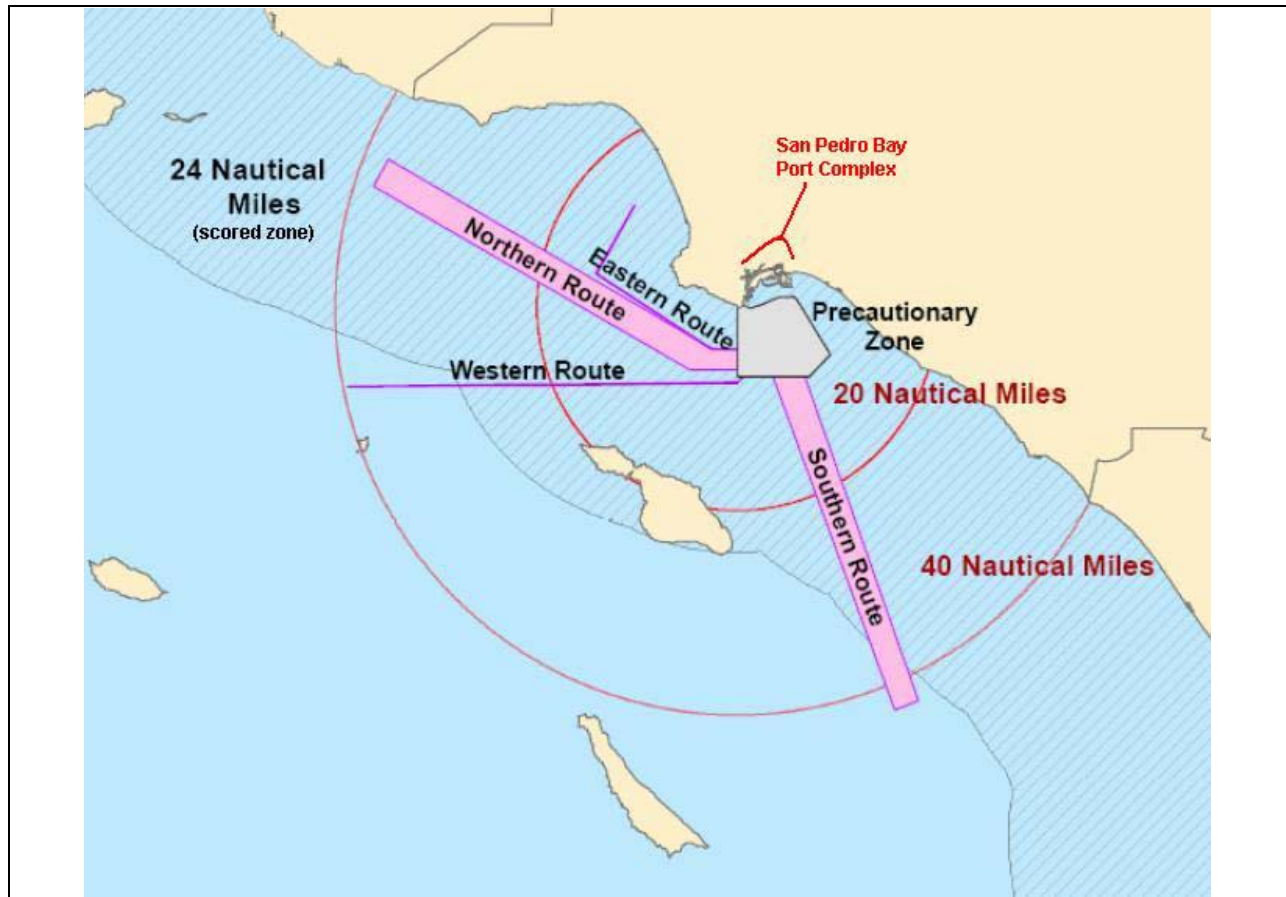 San Pedro Bay
Port Complex
24 Nautical
Miles
(scored zone)
Northern Route
Eastern Route
Precautionary
Zone
Western Route
20 Nautical Miles
Southern Route
40 Nautical Miles